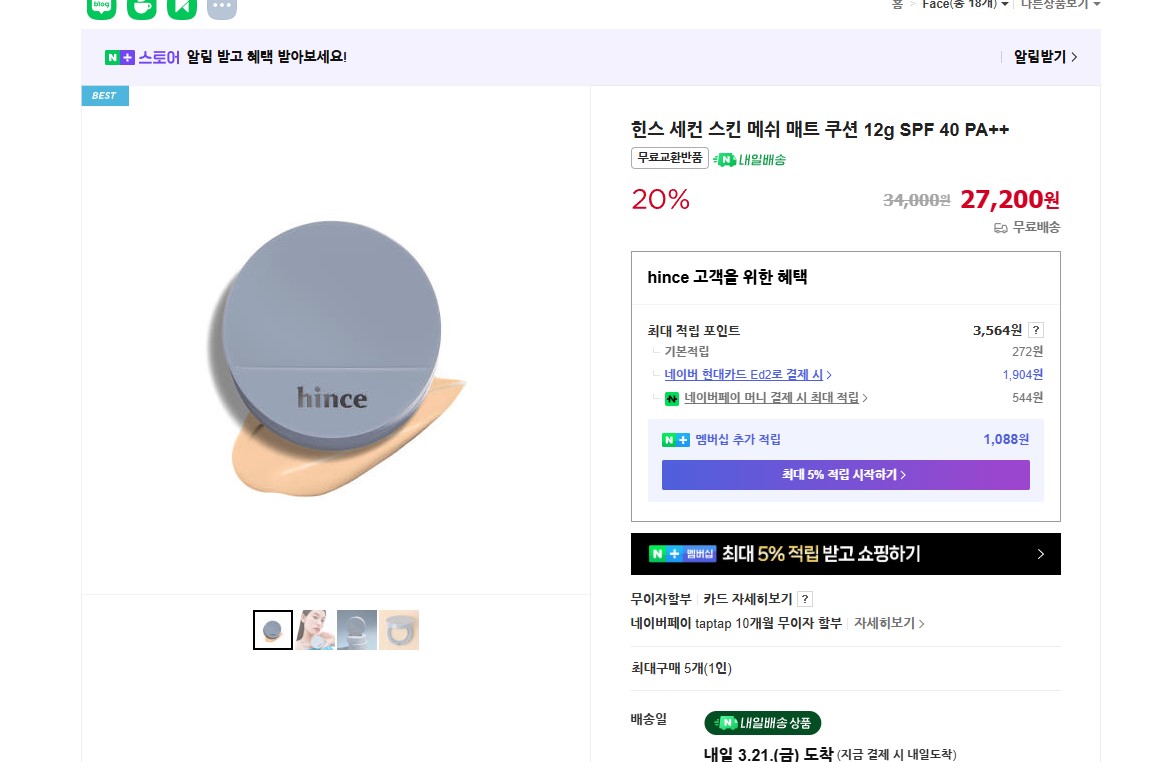 blog
홈 > Face(총 18개) 다른상품보기
N+ 스토어 알림 받고 혜택 받아보세요!
알림받기 >
BEST
hince
힌스 세컨 스킨 메쉬 매트 쿠션 12g SPF 40 PA++
무료교환반품 N 내일배송
20% 34,000원 27,200원
무료배송
hince 고객을 위한 혜택
최대 적립 포인트 3,564원 ?
기본적립 272원
네이버 현대카드 Ed2로 결제 시 > 1,904원
네이버페이 머니 결제 시 최대 적립 > 544원
N+ 멤버십 추가 적립 1,088원
최대 5% 적립 시작하기 >
N+ 멤버십 최대 5% 적립 받고 쇼핑하기 >
무이자할부 카드 자세히보기 ?
네이버페이 taptap 10개월 무이자 할부 자세히보기 >
최대구매 5개(1인)
배송일 N 내일배송 상품
내일 3.21.(금) 도착 (지금 결제 시 내일도착)